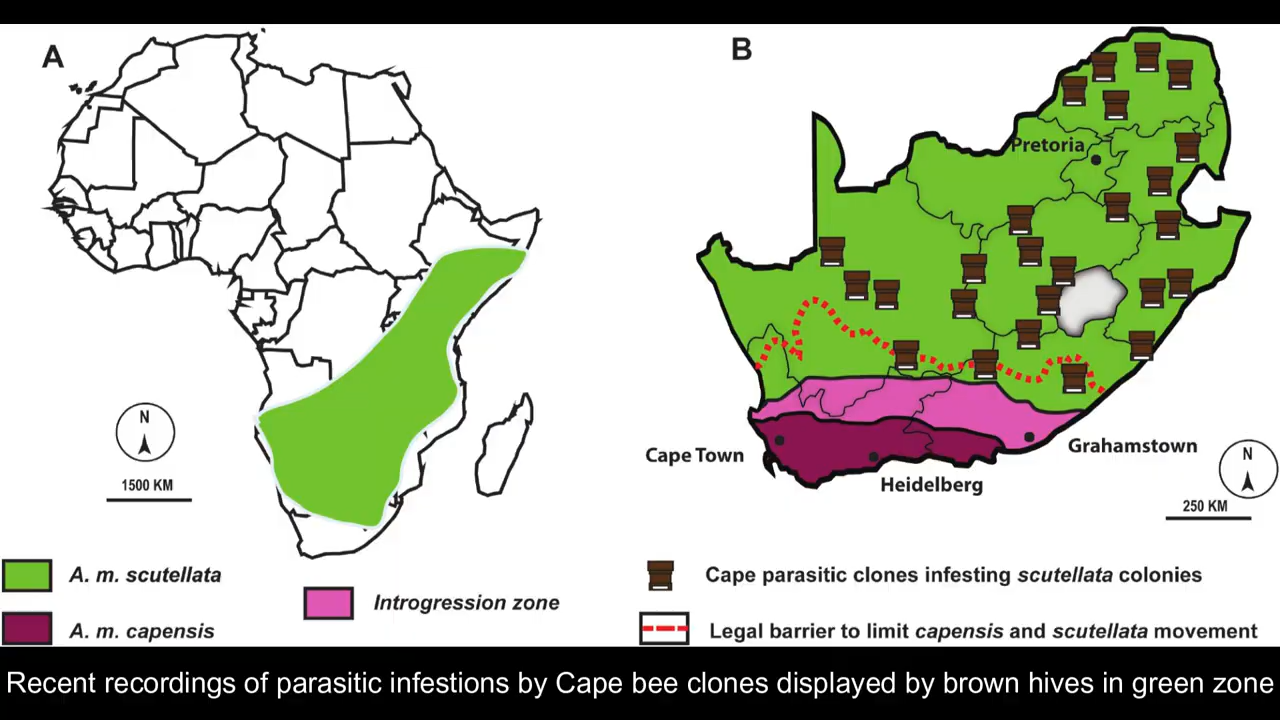 A
B
Pretoria
N
1500 KM
Cape Town
Grahamstown
Heidelberg
N
250 KM
A. m. scutellata
Introgression zone
A. m. capensis
Cape parasitic clones infesting scutellata colonies
Legal barrier to limit capensis and scutellata movement
Recent recordings of parasitic infestions by Cape bee clones displayed by brown hives in green zone